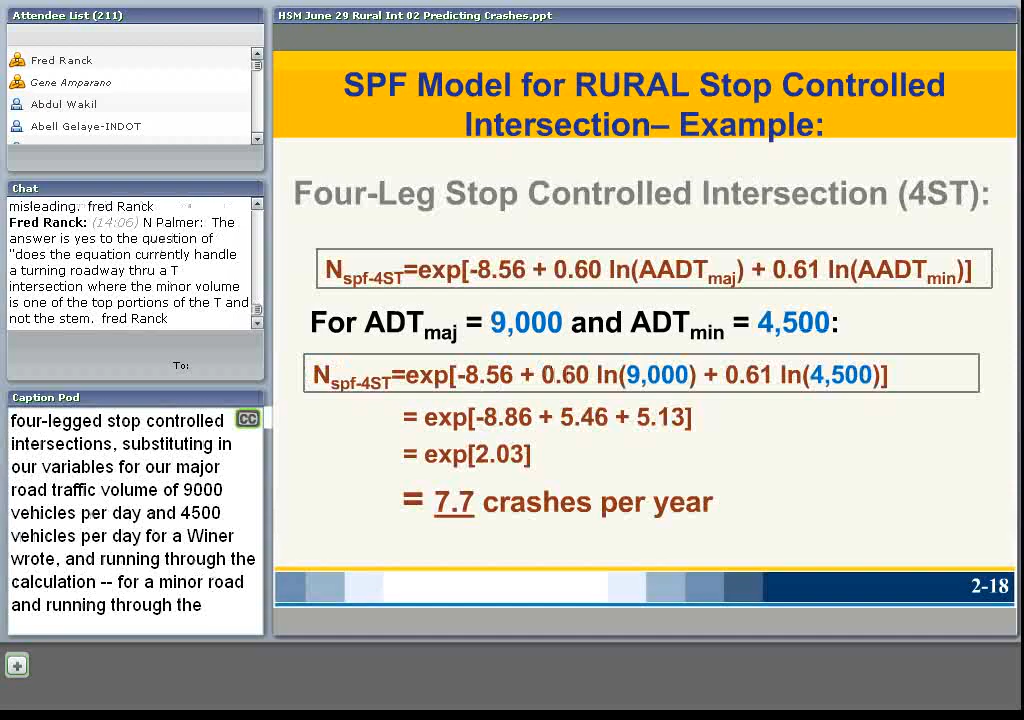 Attendee List (211)
Fred Ranck
Gene Amparano
Abdul Wakil
Abell Gelaye-INDOT
Chat
misleading. fred Ranck
Fred Ranck: (14:06) N Palmer: The
answer is yes to the question of
"does the equation currently handle
a turning roadway thru a T
intersection where the minor volume
is one of the top portions of the T and
not the stem. fred Ranck
To:
Caption Pod
four-legged stop controlled
CC
intersections, substituting in
our variables for our major
road traffic volume of 9000
vehicles per day and 4500
vehicles per day for a Winer
wrote, and running through the
calculation -- for a minor road
and running through the
HSM June 29 Rural Int 02 Predicting Crashes.ppt
SPF Model for RURAL Stop Controlled
Intersection– Example:
Four-Leg Stop Controlled Intersection (4ST):
Nspf-4ST=exp[-8.56 + 0.60 ln(AADTmaj) + 0.61 ln(AADTmin)]
For ADTmaj = 9,000 and ADTmin = 4,500:
Nspf-4ST=exp[-8.56 + 0.60 ln(9,000) + 0.61 ln(4,500)]
= exp[-8.86 + 5.46 + 5.13]
= exp[2.03]
= 7.7 crashes per year
2-18